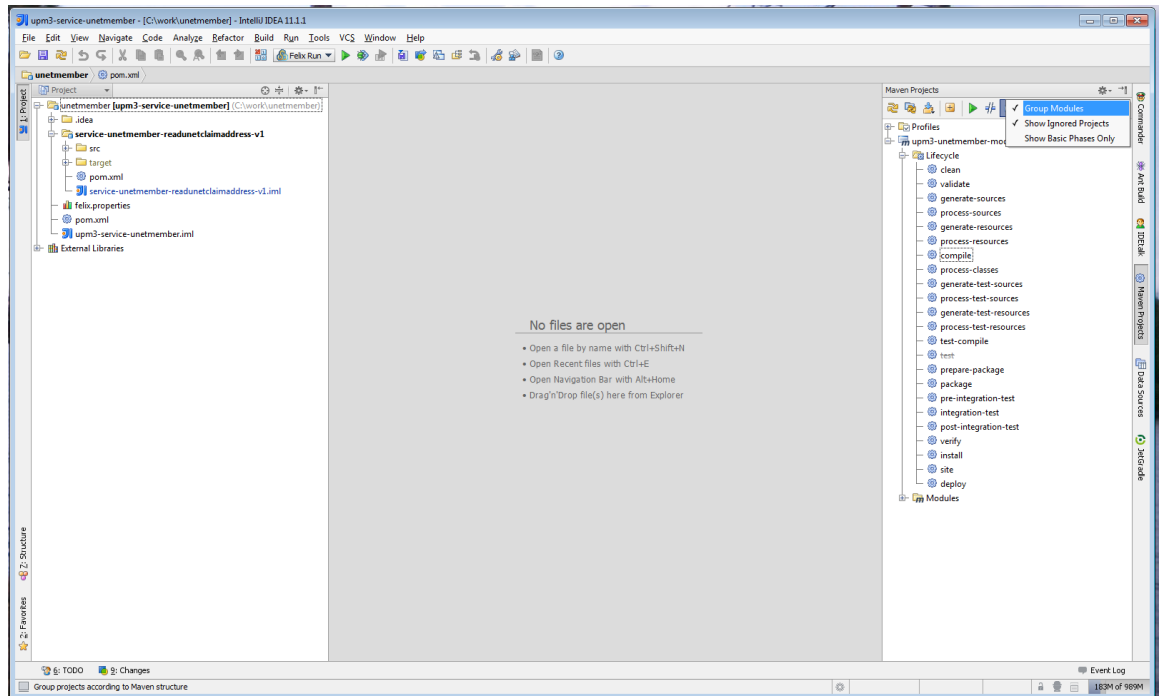 upm3-service-unetmember - [C:\work\unetmember] - IntelliJ IDEA 11.1.1
File Edit View Navigate Code Analyze Refactor Build Run Tools VCS Window Help
Felix Run
unetmember pom.xml
1: Project
Project
unetmember [upm3-service-unetmember] (C:\work\unetmember)
.idea
service-unetmember-readunetclaimaddress-v1
src
target
pom.xml
service-unetmember-readunetclaimaddress-v1.iml
felix.properties
pom.xml
upm3-service-unetmember.iml
External Libraries
Z: Structure
2: Favorites
No files are open
• Open a file by name with Ctrl+Shift+N
• Open Recent files with Ctrl+E
• Open Navigation Bar with Alt+Home
• Drag'n'Drop file(s) here from Explorer
Maven Projects
Group Modules
Show Ignored Projects
Show Basic Phases Only
Profiles
upm3-unetmember-mo
Lifecycle
clean
validate
generate-sources
process-sources
generate-resources
process-resources
compile
process-classes
generate-test-sources
process-test-sources
generate-test-resources
process-test-resources
test-compile
test
prepare-package
package
pre-integration-test
integration-test
post-integration-test
verify
install
site
deploy
Modules
Commander
Ant Build
IDEtalk
Maven Projects
Data Sources
JetGradle
6: TODO 9: Changes
Event Log
Group projects according to Maven structure
183M of 989M